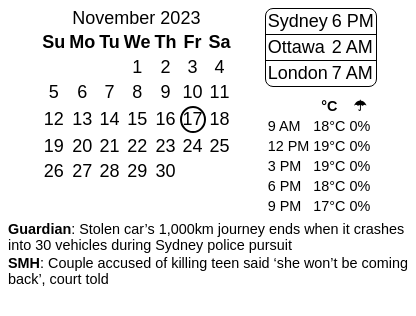 November 2023
Su Mo Tu We Th Fr Sa
1 2 3 4
5 6 7 8 9 10 11
12 13 14 15 16 17 18
19 20 21 22 23 24 25
26 27 28 29 30
Sydney 6 PM
Ottawa 2 AM
London 7 AM
°C ☂
9 AM 18°C 0%
12 PM 19°C 0%
3 PM 19°C 0%
6 PM 18°C 0%
9 PM 17°C 0%
Guardian: Stolen car’s 1,000km journey ends when it crashes
into 30 vehicles during Sydney police pursuit
SMH: Couple accused of killing teen said ‘she won’t be coming
back’, court told